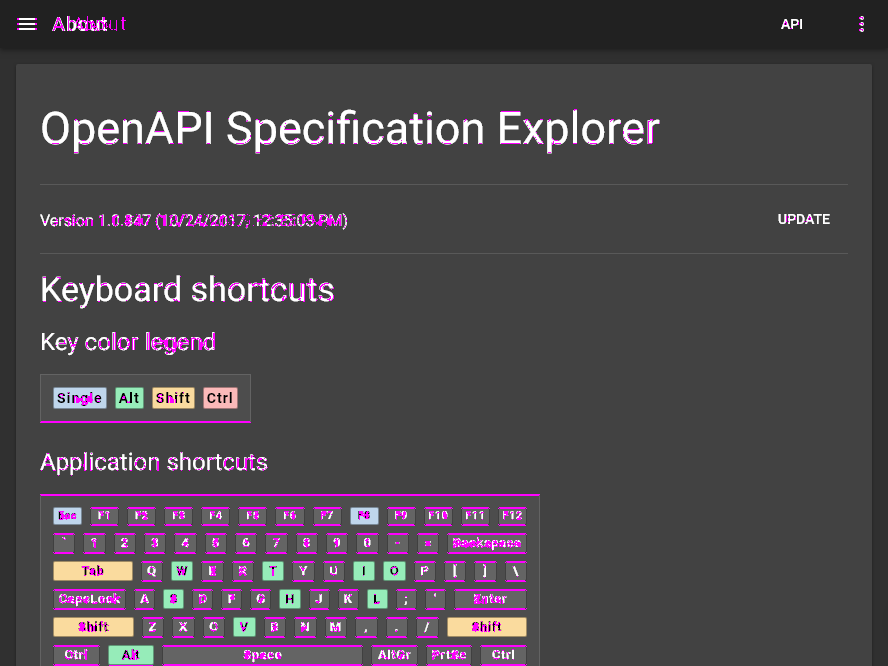 About API
OpenAPI Specification Explorer
Version 1.0.847 (10/24/2017, 12:35:03 PM) UPDATE
Keyboard shortcuts
Key color legend
Single Alt Shift Ctrl
Application shortcuts
Esc F1 F2 F3 F4 F5 F6 F7 F8 F9 F10 F11 F12
` 1 2 3 4 5 6 7 8 9 0 - = Backspace
Tab Q W E R T Y U I O P [ ] \
CapsLock A S D F G H J K L ; ' Enter
Shift Z X C V B N M , . / Shift
Ctrl Alt Space AltGr PrtSc Ctrl